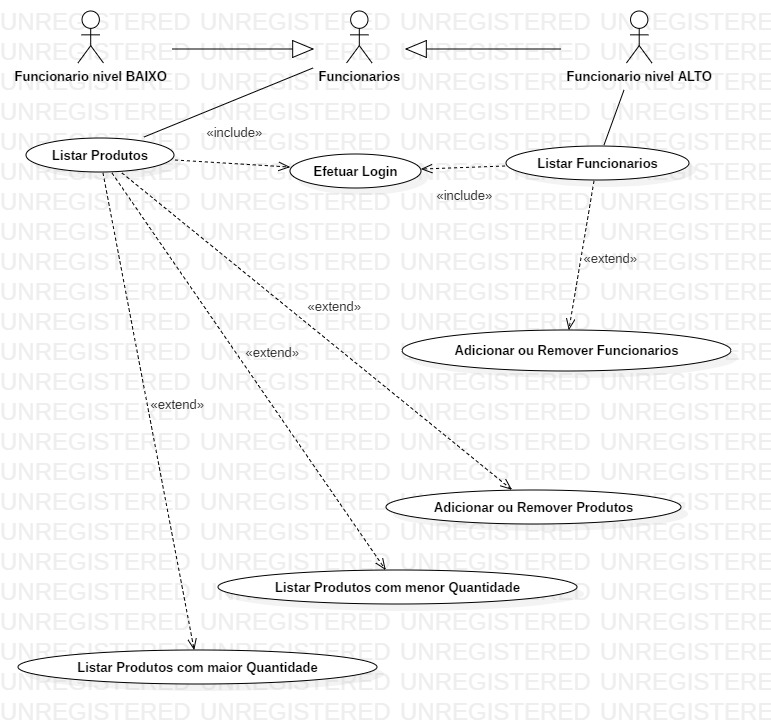 Funcionario nivel BAIXO
Funcionarios
Funcionario nivel ALTO
«include»
Listar Produtos
Efetuar Login
Listar Funcionarios
«include»
«extend»
«extend»
Adicionar ou Remover Funcionarios
«extend»
«extend»
Adicionar ou Remover Produtos
Listar Produtos com menor Quantidade
Listar Produtos com maior Quantidade
UNREGISTERED